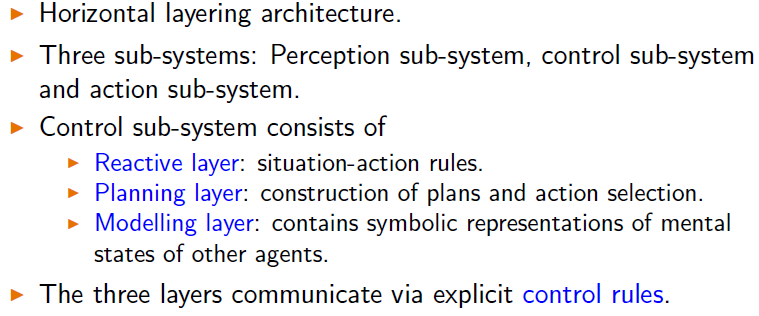 ▶ Horizontal layering architecture.
▶ Three sub-systems: Perception sub-system, control sub-system
and action sub-system.
▶ Control sub-system consists of
▶ Reactive layer: situation-action rules.
▶ Planning layer: construction of plans and action selection.
▶ Modelling layer: contains symbolic representations of mental
states of other agents.
▶ The three layers communicate via explicit control rules.